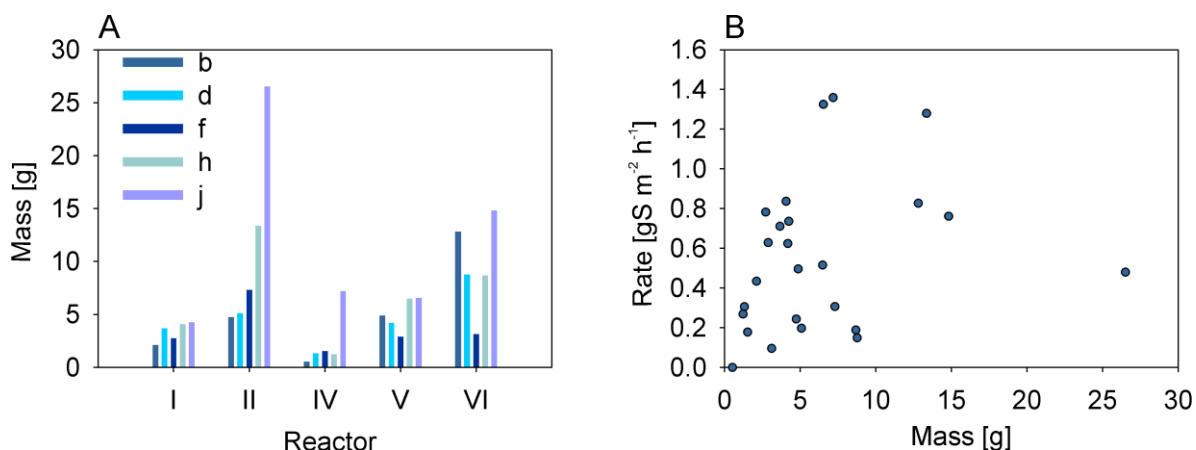 A
Mass [g]
30
25
20
15
10
5
0
b
d
f
h
j
I II IV V VI
Reactor
B
Rate [gS m⁻² h⁻¹]
1.6
1.4
1.2
1.0
0.8
0.6
0.4
0.2
0.0
0 5 10 15 20 25 30
Mass [g]